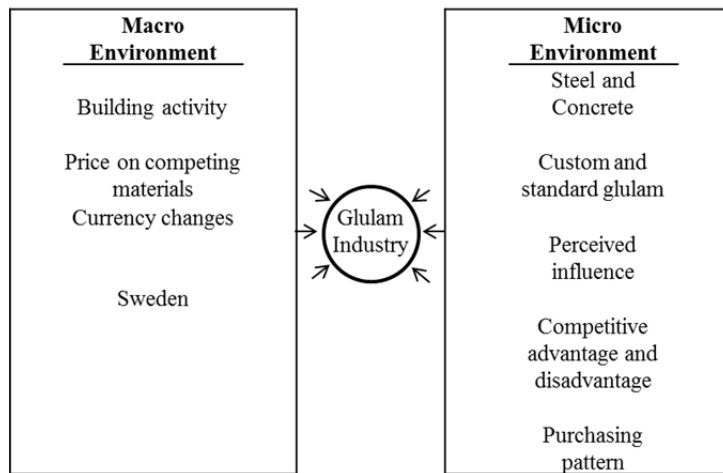 Macro
Environment
Building activity
Price on competing
materials
Currency changes
Sweden
Glulam
Industry
Micro
Environment
Steel and
Concrete
Custom and
standard glulam
Perceived
influence
Competitive
advantage and
disadvantage
Purchasing
pattern